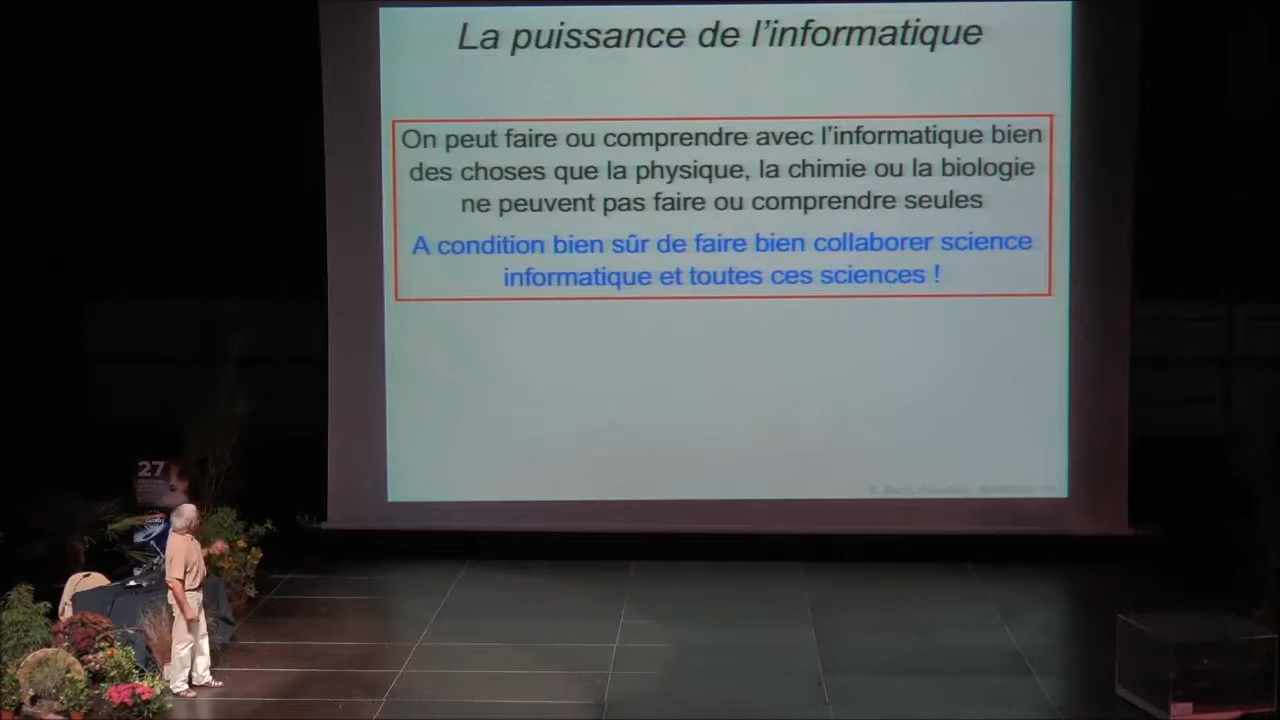 La puissance de l'informatique
On peut faire ou comprendre avec l'informatique bien
des choses que la physique, la chimie ou la biologie
ne peuvent pas faire ou comprendre seules
A condition bien sûr de faire bien collaborer science
informatique et toutes ces sciences !
27